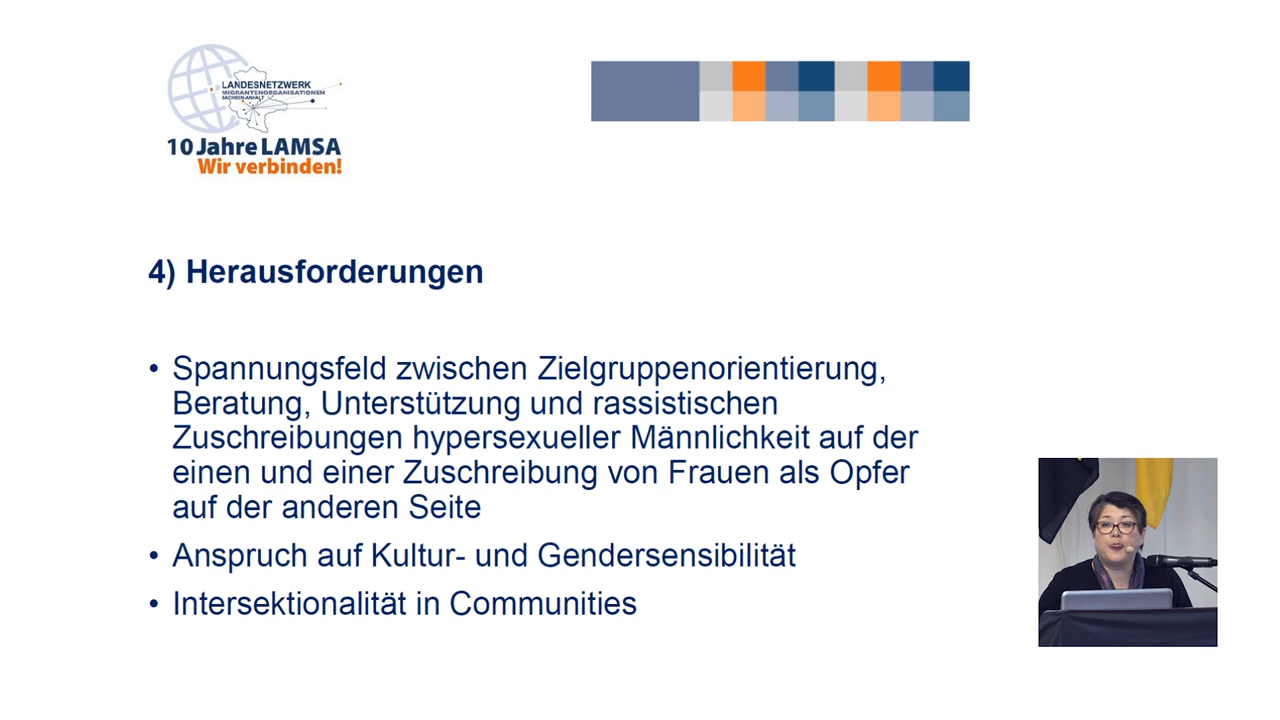 LANDESNETZWERK
MIGRANTENORGANISATIONEN
SACHSEN-ANHALT
10 Jahre LAMSA
Wir verbinden!
4) Herausforderungen
• Spannungsfeld zwischen Zielgruppenorientierung,
Beratung, Unterstützung und rassistischen
Zuschreibungen hypersexueller Männlichkeit auf der
einen und einer Zuschreibung von Frauen als Opfer
auf der anderen Seite
• Anspruch auf Kultur- und Gendersensibilität
• Intersektionalität in Communities